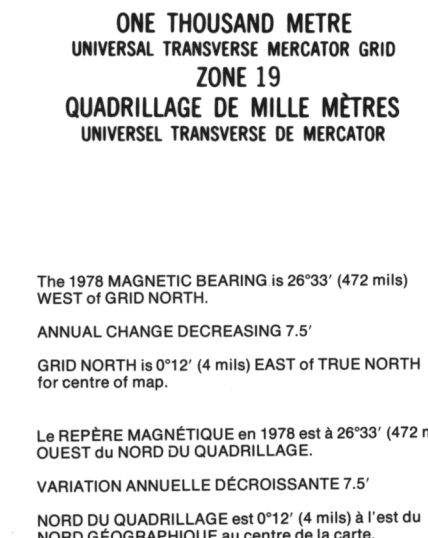 ONE THOUSAND METRE
UNIVERSAL TRANSVERSE MERCATOR GRID
ZONE 19
QUADRILLAGE DE MILLE MÈTRES
UNIVERSEL TRANSVERSE DE MERCATOR
The 1978 MAGNETIC BEARING is 26°33′ (472 mils)
WEST of GRID NORTH.
ANNUAL CHANGE DECREASING 7.5′
GRID NORTH is 0°12′ (4 mils) EAST of TRUE NORTH
for centre of map.
Le REPÈRE MAGNÉTIQUE en 1978 est à 26°33′ (472
OUEST du NORD DU QUADRILLAGE.
VARIATION ANNUELLE DÉCROISSANTE 7.5′
NORD DU QUADRILLAGE est 0°12′ (4 mils) à l'est du
NORD GÉOGRAPHIQUE au centre de la carte.